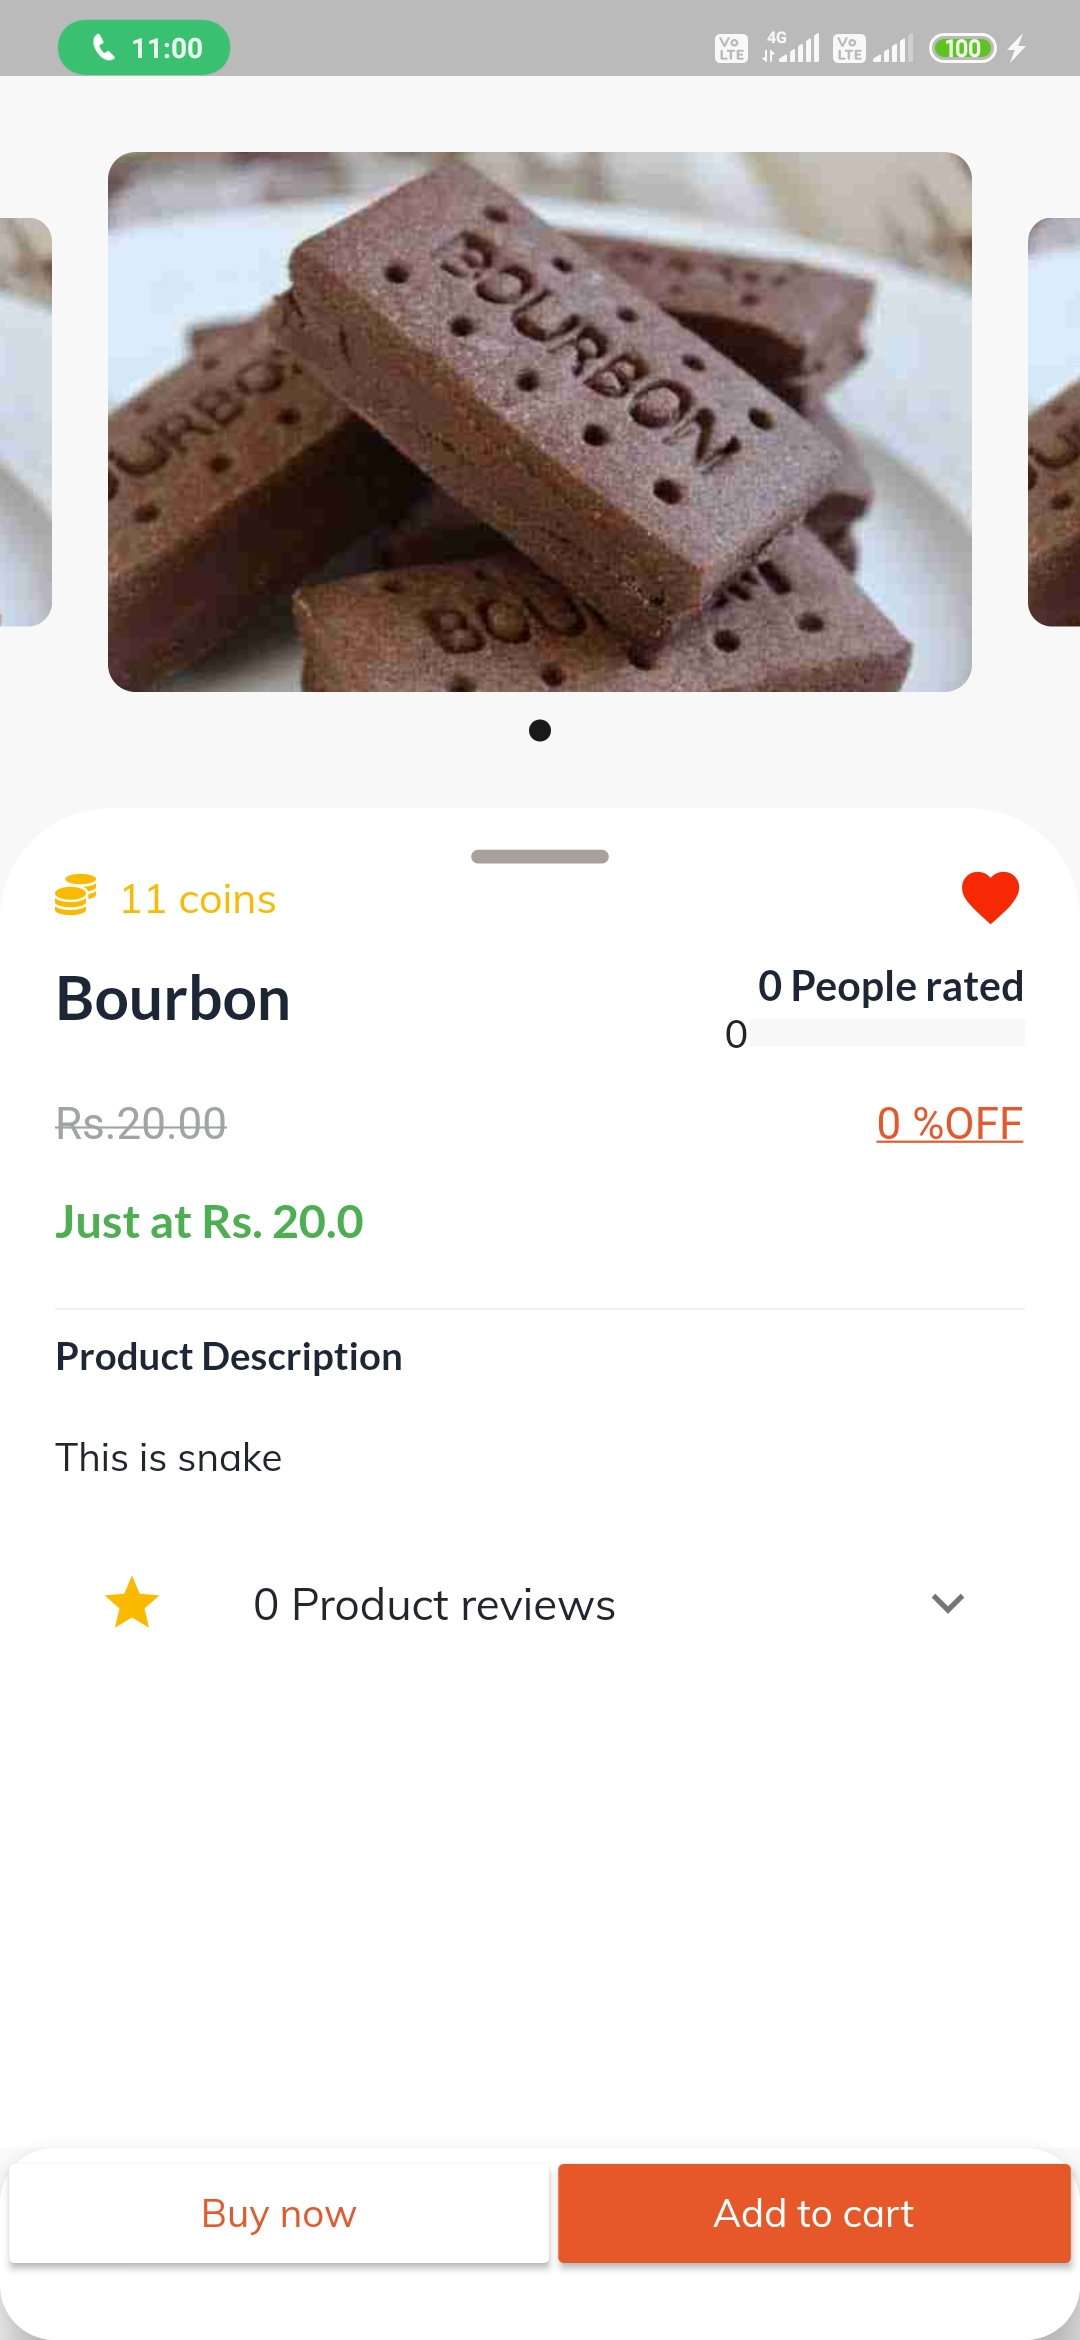 11:00
Vo LTE 4G Vo LTE 100
BOURBON
OURBO
BOU
11 coins
Bourbon
0 People rated
0
Rs.20.00
0 %OFF
Just at Rs. 20.0
Product Description
This is snake
0 Product reviews
Buy now
Add to cart